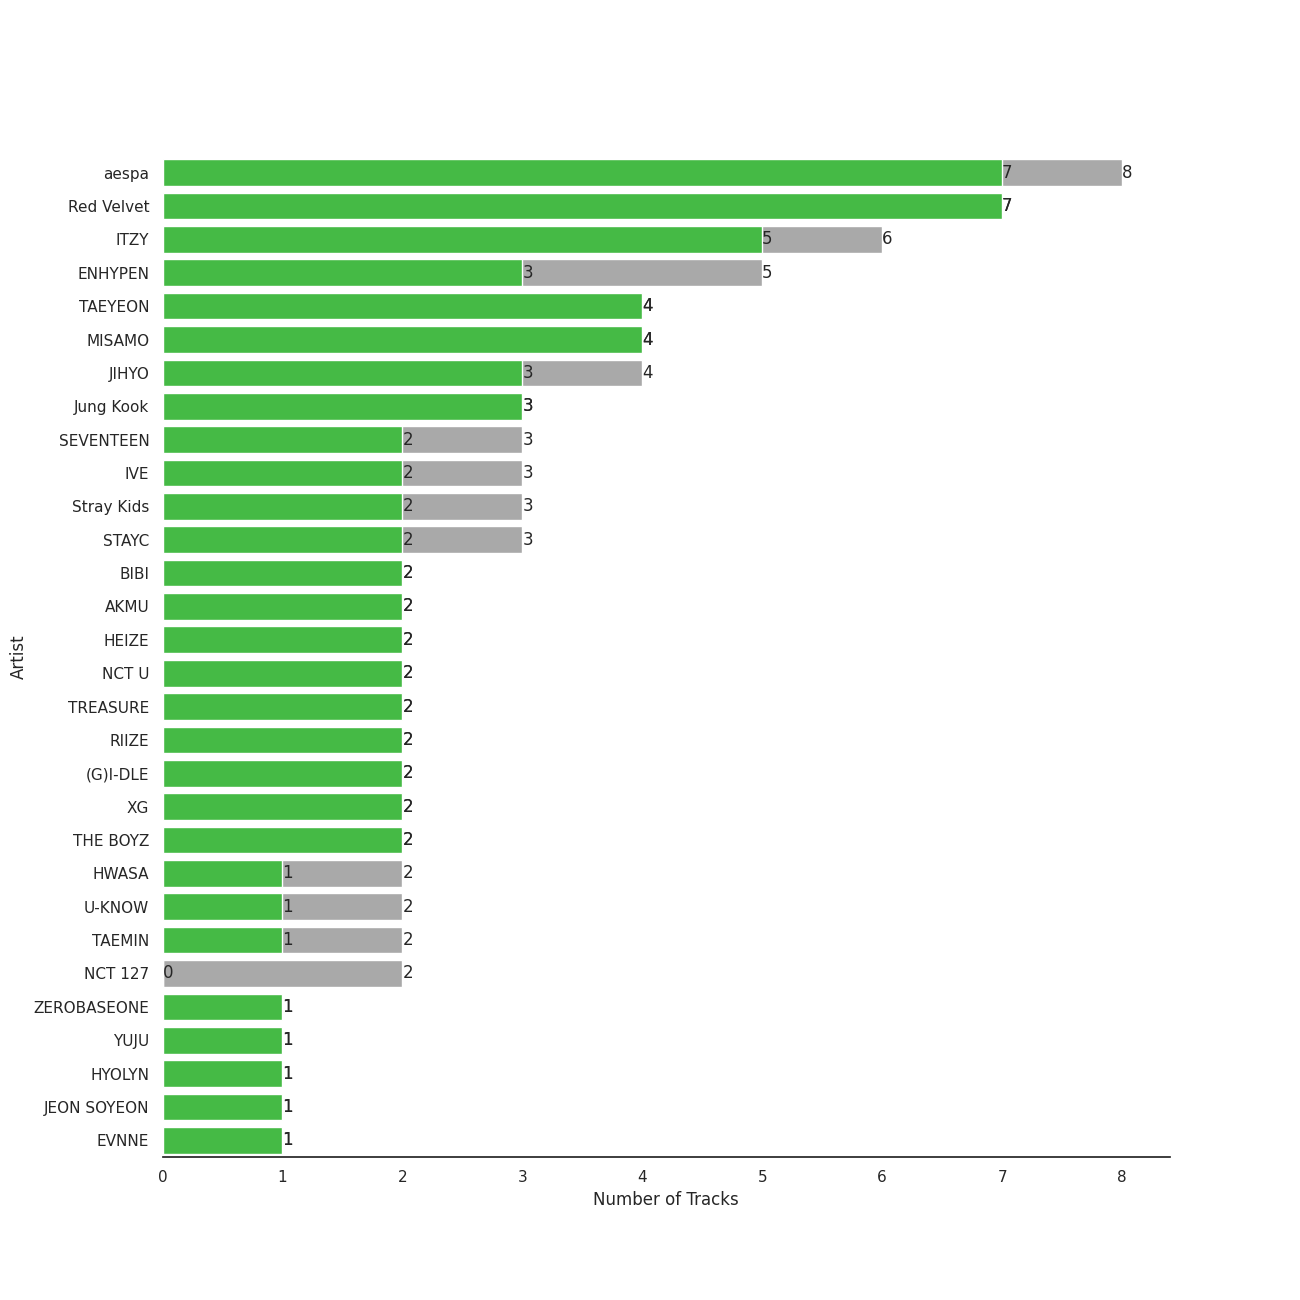 aespa 7 8
Red Velvet 7
ITZY 5 6
ENHYPEN 3 5
TAEYEON 4
MISAMO 4
JIHYO 3 4
Jung Kook 3
SEVENTEEN 2 3
IVE 2 3
Stray Kids 2 3
STAYC 2 3
BIBI 2
AKMU 2
HEIZE 2
NCT U 2
TREASURE 2
RIIZE 2
(G)I-DLE 2
XG 2
THE BOYZ 2
HWASA 1 2
U-KNOW 1 2
TAEMIN 1 2
NCT 127 0 2
ZEROBASEONE 1
YUJU 1
HYOLYN 1
JEON SOYEON 1
EVNNE 1
Artist
0 1 2 3 4 5 6 7 8
Number of Tracks